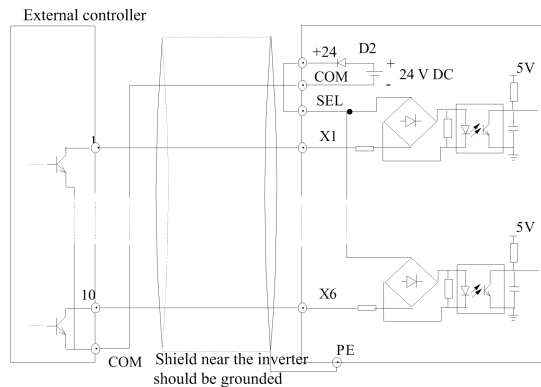 External controller
+24
D2
+
COM
24 V DC
-
SEL
5V
1
X1
5V
10
X6
COM
Shield near the inverter
should be grounded
PE